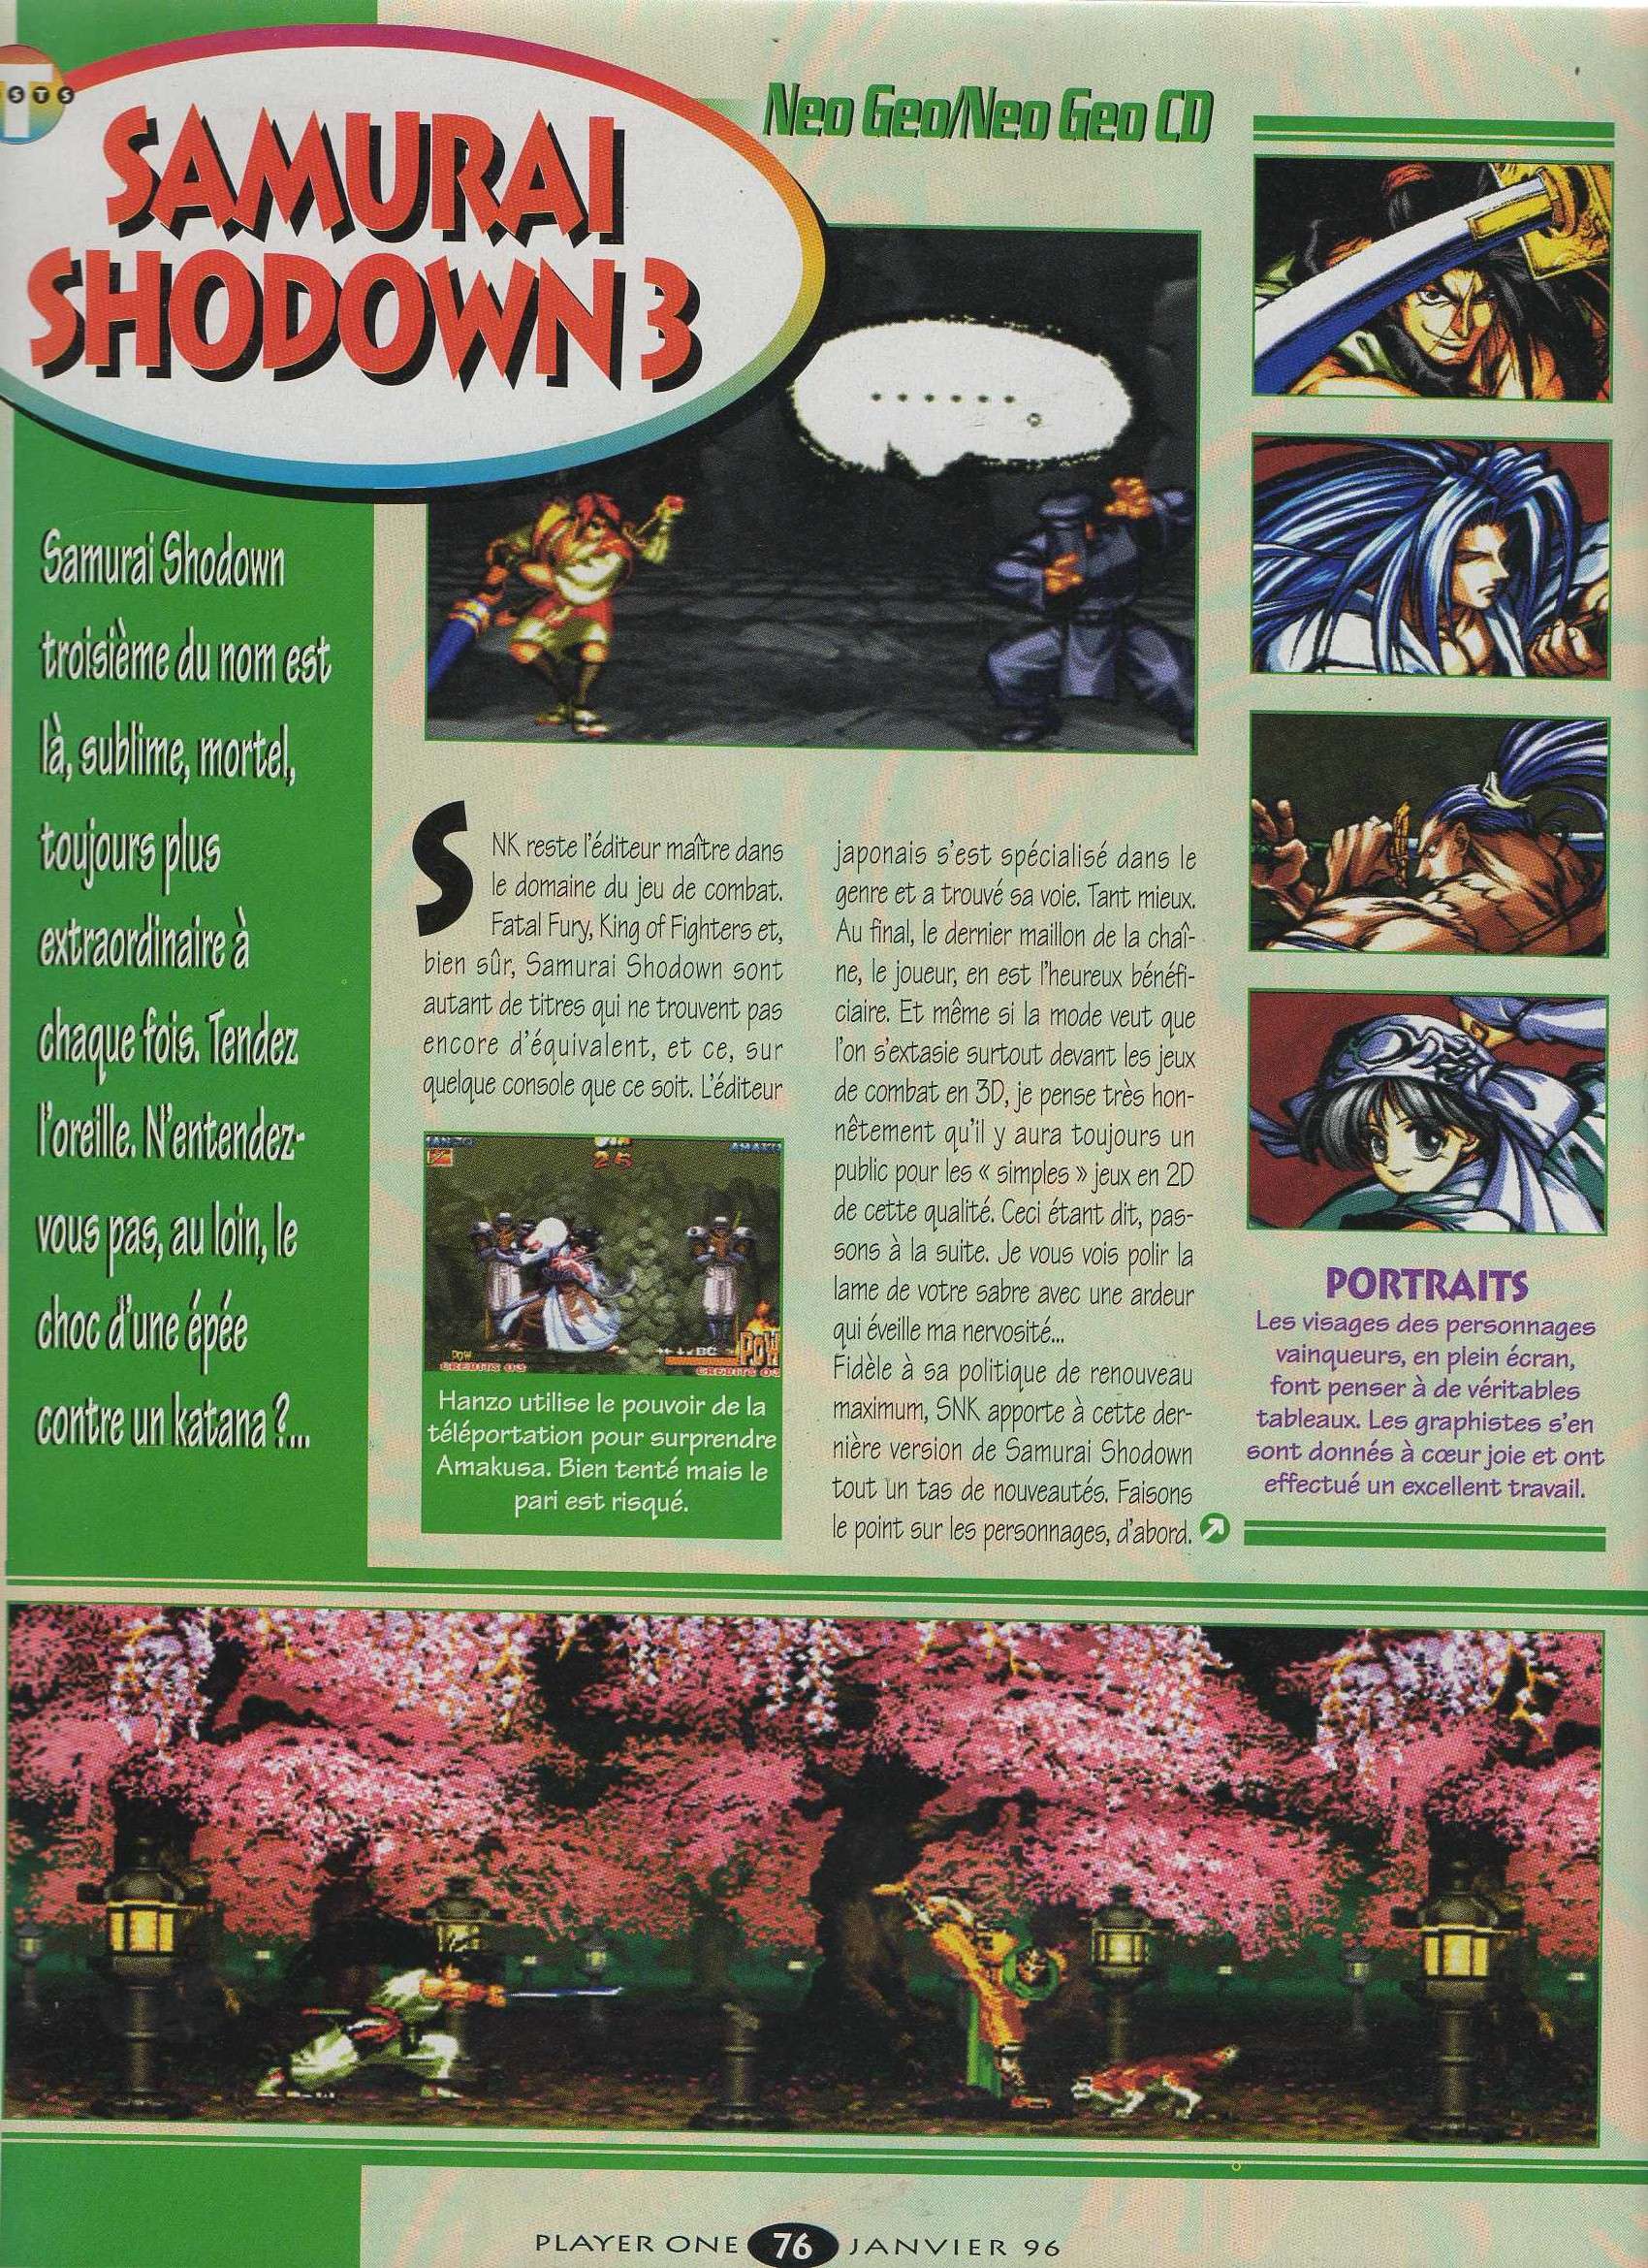 STS
SAMURAI
SHODOWN 3
Neo Geo/Neo Geo CD
Samurai Shodown
troisième du nom est
là, sublime, mortel,
toujours plus
extraordinaire à
chaque fois. Tendez
l'oreille. N'entendez-
vous pas, au loin, le
choc d'une épée
contre un katana ?...
......
SNK reste l'éditeur maître dans
le domaine du jeu de combat.
Fatal Fury, King of Fighters et,
bien sûr, Samurai Shodown sont
autant de titres qui ne trouvent pas
encore d'équivalent, et ce, sur
quelque console que ce soit. L'éditeur
25
POW
CREDITS 03
BC
POW
CREDITS 03
Hanzo utilise le pouvoir de la
téléportation pour surprendre
Amakusa. Bien tenté mais le
pari est risqué.
japonais s'est spécialisé dans le
genre et a trouvé sa voie. Tant mieux.
Au final, le dernier maillon de la chaî-
ne, le joueur, en est l'heureux bénéfi-
ciaire. Et même si la mode veut que
l'on s'extasie surtout devant les jeux
de combat en 3D, je pense très hon-
nêtement qu'il y aura toujours un
public pour les « simples » jeux en 2D
de cette qualité. Ceci étant dit, pas-
sons à la suite. Je vous vois polir la
lame de votre sabre avec une ardeur
qui éveille ma nervosité...
Fidèle à sa politique de renouveau
maximum, SNK apporte à cette der-
nière version de Samurai Shodown
tout un tas de nouveautés. Faisons
le point sur les personnages, d'abord.
PORTRAITS
Les visages des personnages
vainqueurs, en plein écran,
font penser à de véritables
tableaux. Les graphistes s'en
sont donnés à cœur joie et ont
effectué un excellent travail.
PLAYER ONE 76 JANVIER 96